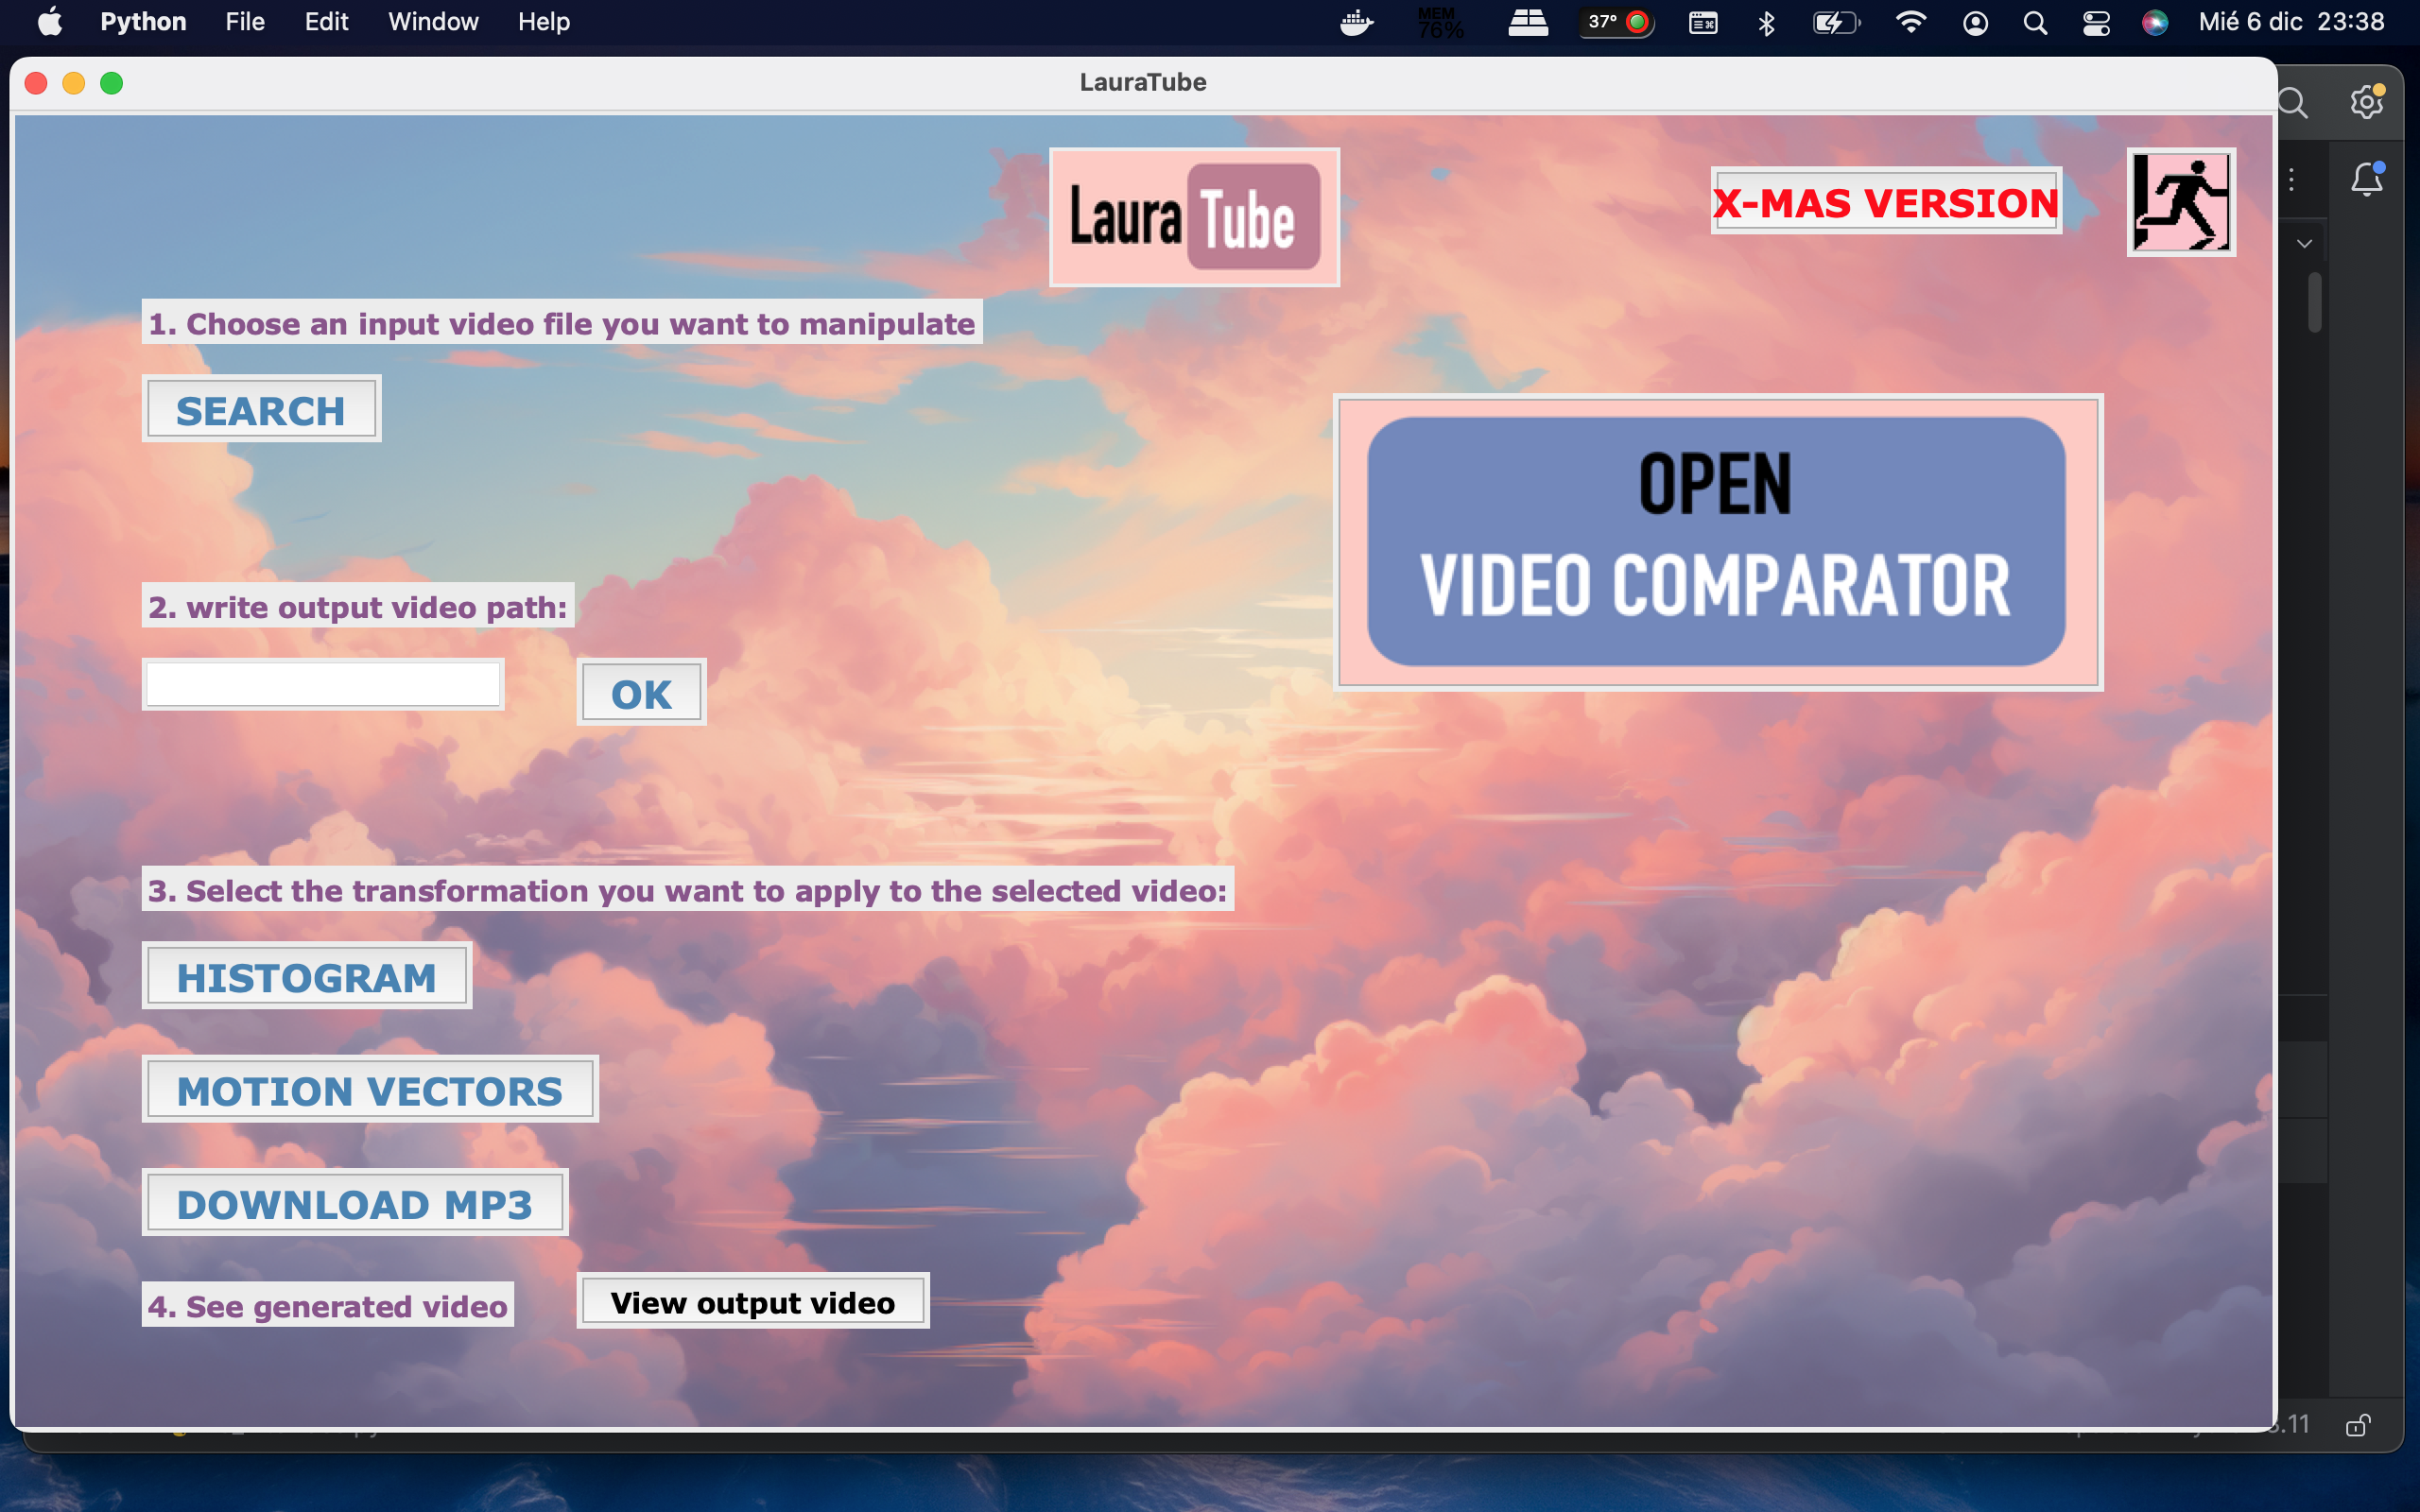 Python File Edit Window Help
MEM
76%
37°
Mié 6 dic 23:38
LauraTube
Laura Tube
X-MAS VERSION
1. Choose an input video file you want to manipulate
SEARCH
OPEN
VIDEO COMPARATOR
2. write output video path:
OK
3. Select the transformation you want to apply to the selected video:
HISTOGRAM
MOTION VECTORS
DOWNLOAD MP3
4. See generated video
View output video